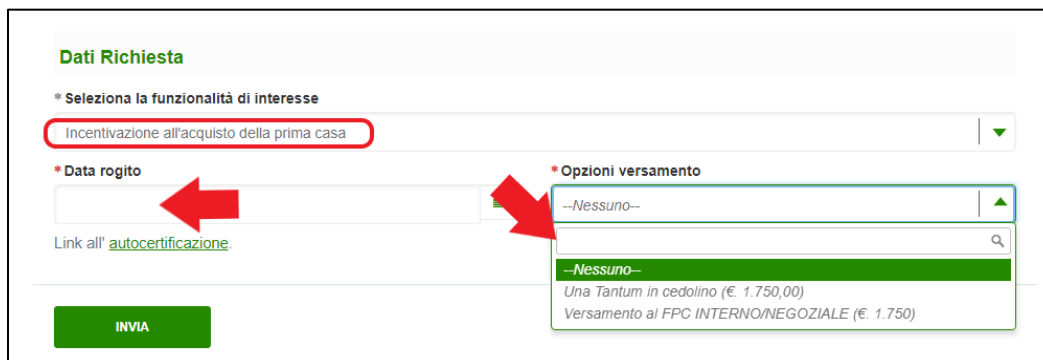 Dati Richiesta
* Seleziona la funzionalità di interesse
Incentivazione all'acquisto della prima casa
* Data rogito
* Opzioni versamento
--Nessuno--
Link all' autocertificazione.
--Nessuno--
Una Tantum in cedolino (€. 1.750,00)
Versamento al FPC INTERNO/NEGOZIALE (€. 1.750)
INVIA